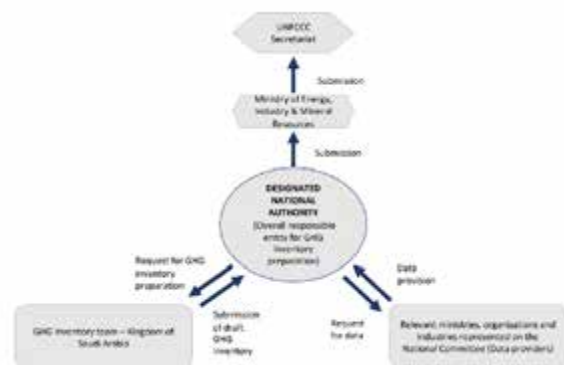 UNFCCC
Secretariat
Submission
Ministry of Energy,
Industry & Mineral
Resources
Submission
DESIGNATED
NATIONAL
AUTHORITY
(Overall responsible
entity for GHG
inventory
preparation)
Request for GHG
inventory
preparation
Data
provision
Submission
of draft
GHG
inventory
Request
for data
GHG inventory team – Kingdom of
Saudi Arabia
Relevant ministries, organisations and
industries represented on the
National Committee (Data providers)